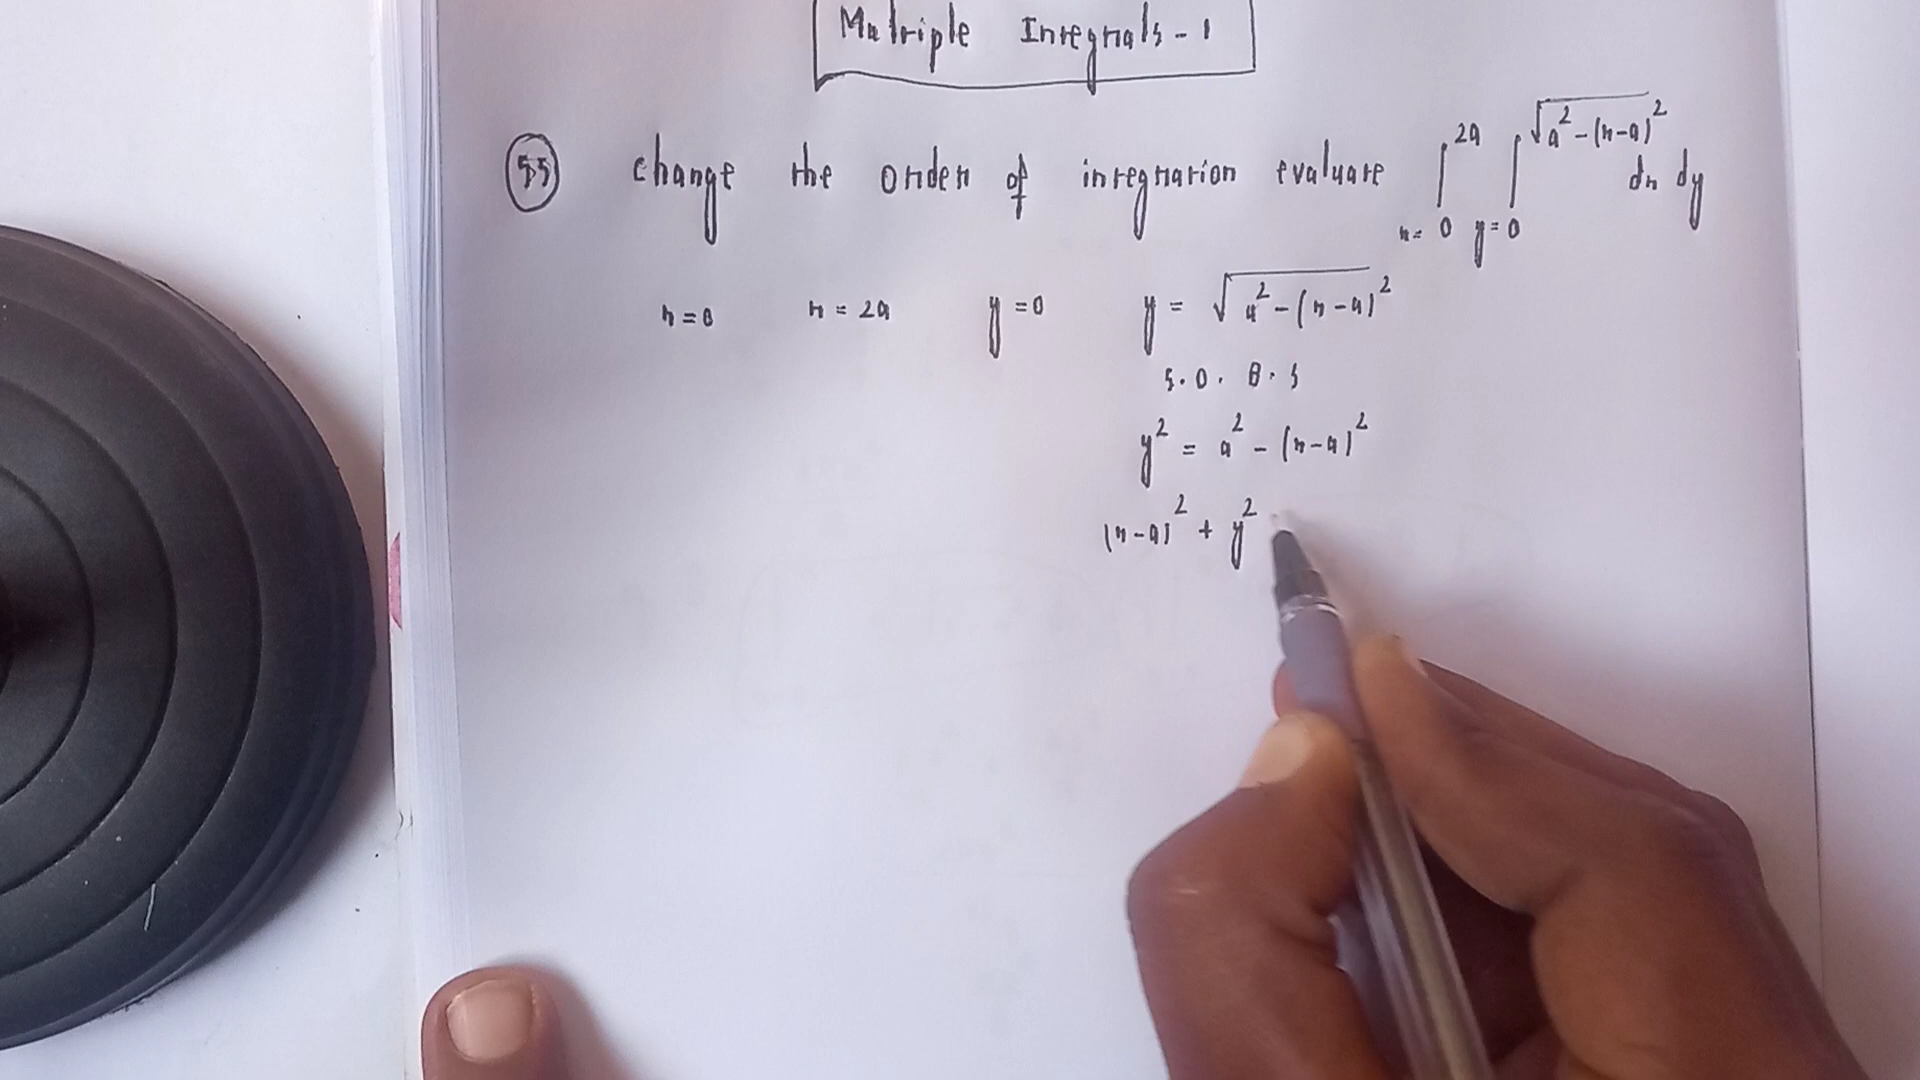 Multiple Integrals - 1
55 change the order of integration evaluate ∫_{x=0}^{2a} ∫_{y=0}^{√(a² - (x-a)²)} dx dy
x = 0 x = 2a y = 0 y = √(a² - (x-a)²)
S.O.B.S
y² = a² - (x-a)²
(x-a)² + y²